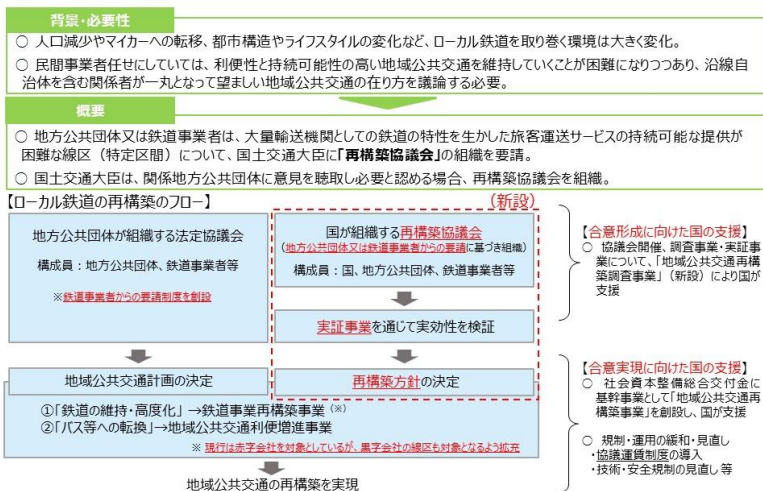 背景・必要性
○ 人口減少やマイカーへの転移、都市構造やライフスタイルの変化など、ローカル鉄道を取り巻く環境は大きく変化。
○ 民間事業者任せにしていては、利便性と持続可能性の高い地域公共交通を維持していくことが困難になりつつあり、沿線自
治体を含む関係者が一丸となって望ましい地域公共交通の在り方を議論する必要。
概要
○ 地方公共団体又は鉄道事業者は、大量輸送機関としての鉄道の特性を生かした旅客運送サービスの持続可能な提供が
困難な線区（特定区間）について、国土交通大臣に「再構築協議会」の組織を要請。
○ 国土交通大臣は、関係地方公共団体に意見を聴取し必要と認める場合、再構築協議会を組織。
【ローカル鉄道の再構築のフロー】
（新設）
地方公共団体が組織する法定協議会
構成員：地方公共団体、鉄道事業者等
※鉄道事業者からの要請制度を創設
国が組織する再構築協議会
（地方公共団体又は鉄道事業者からの要請に基づき組織）
構成員：国、地方公共団体、鉄道事業者等
実証事業を通じて実効性を検証
【合意形成に向けた国の支援】
○ 協議会開催、調査事業・実証事
業について、「地域公共交通再構
築調査事業」（新設）により国が
支援
地域公共交通計画の決定
再構築方針の決定
①「鉄道の維持・高度化」→鉄道事業再構築事業（※）
②「バス等への転換」→地域公共交通利便増進事業
※ 現行は赤字会社を対象としているが、黒字会社の線区も対象となるよう拡充
【合意実現に向けた国の支援】
○ 社会資本整備総合交付金に
基幹事業として「地域公共交通再
構築事業」を創設し、国が支援
○ 規制・運用の緩和・見直し
・協議運賃制度の導入
・技術・安全規制の見直し 等
地域公共交通の再構築を実現